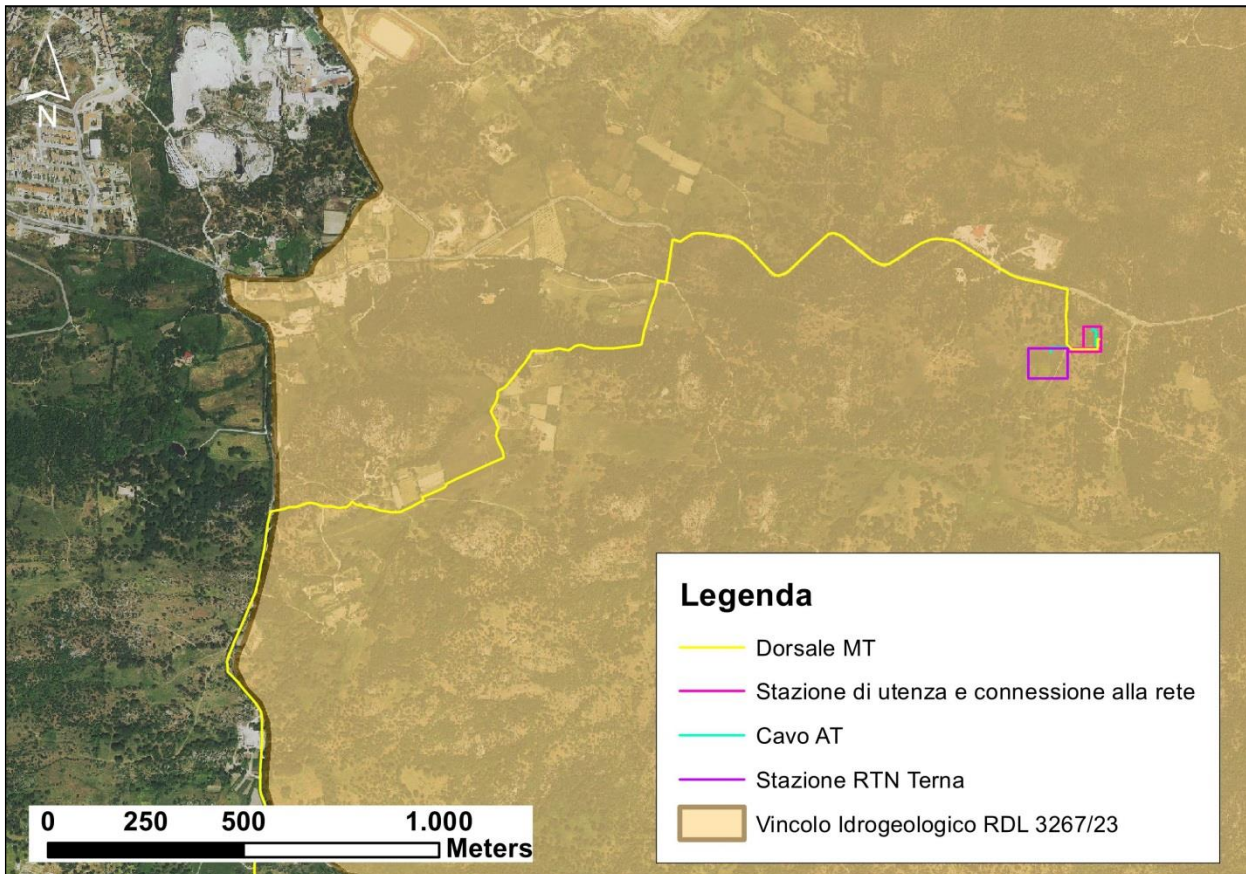 N
Legenda
Dorsale MT
Stazione di utenza e connessione alla rete
Cavo AT
Stazione RTN Terna
Vincolo Idrogeologico RDL 3267/23
0 250 500 1.000
Meters